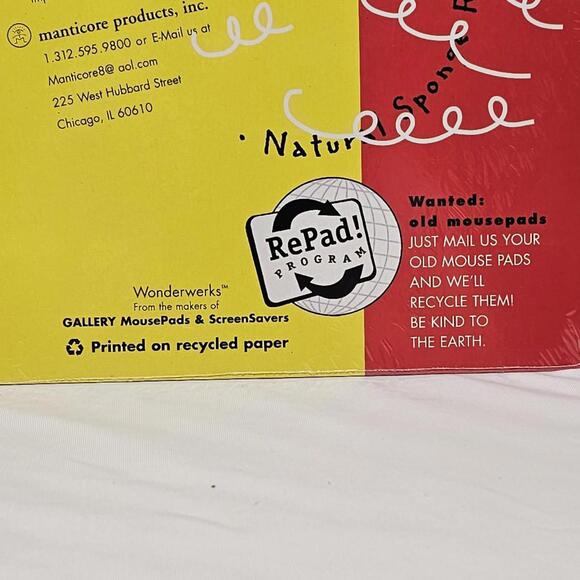 manticore products, inc.
1.312.595.9800 or E-Mail us at
Manticore8@aol.com
225 West Hubbard Street
Chicago, IL 60610
• Natural Sponge
RePad!
PROGRAM
Wanted:
old mousepads
JUST MAIL US YOUR
OLD MOUSE PADS
AND WE'LL
RECYCLE THEM!
BE KIND TO
THE EARTH.
Wonderwerks™
From the makers of
GALLERY MousePads & ScreenSavers
Printed on recycled paper